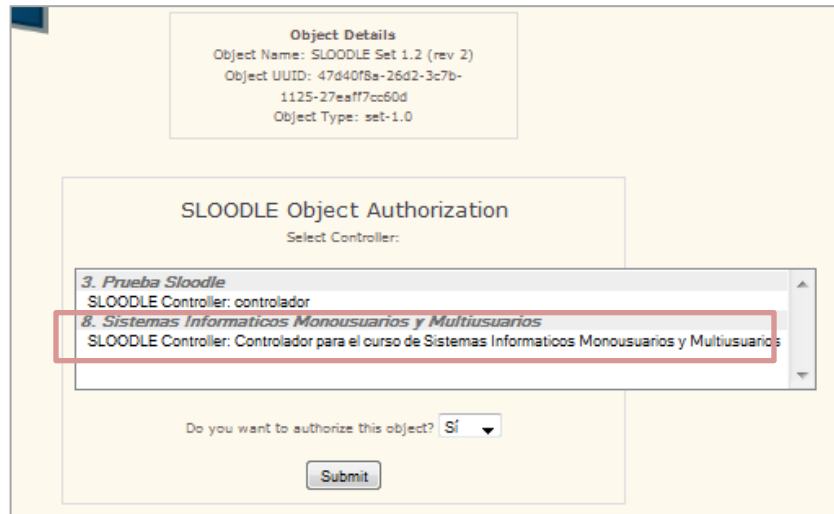 Object Details
Object Name: SLOODLE Set 1.2 (rev 2)
Object UUID: 47d40f8a-26d2-3c7b-
1125-27eaff7cc60d
Object Type: set-1.0
SLOODLE Object Authorization
Select Controller:
3. Prueba Sloodle
SLOODLE Controller: controlador
8. Sistemas Informaticos Monousuarios y Multiusuarios
SLOODLE Controller: Controlador para el curso de Sistemas Informaticos Monousuarios y Multiusuarios
Do you want to authorize this object? Sí
Submit